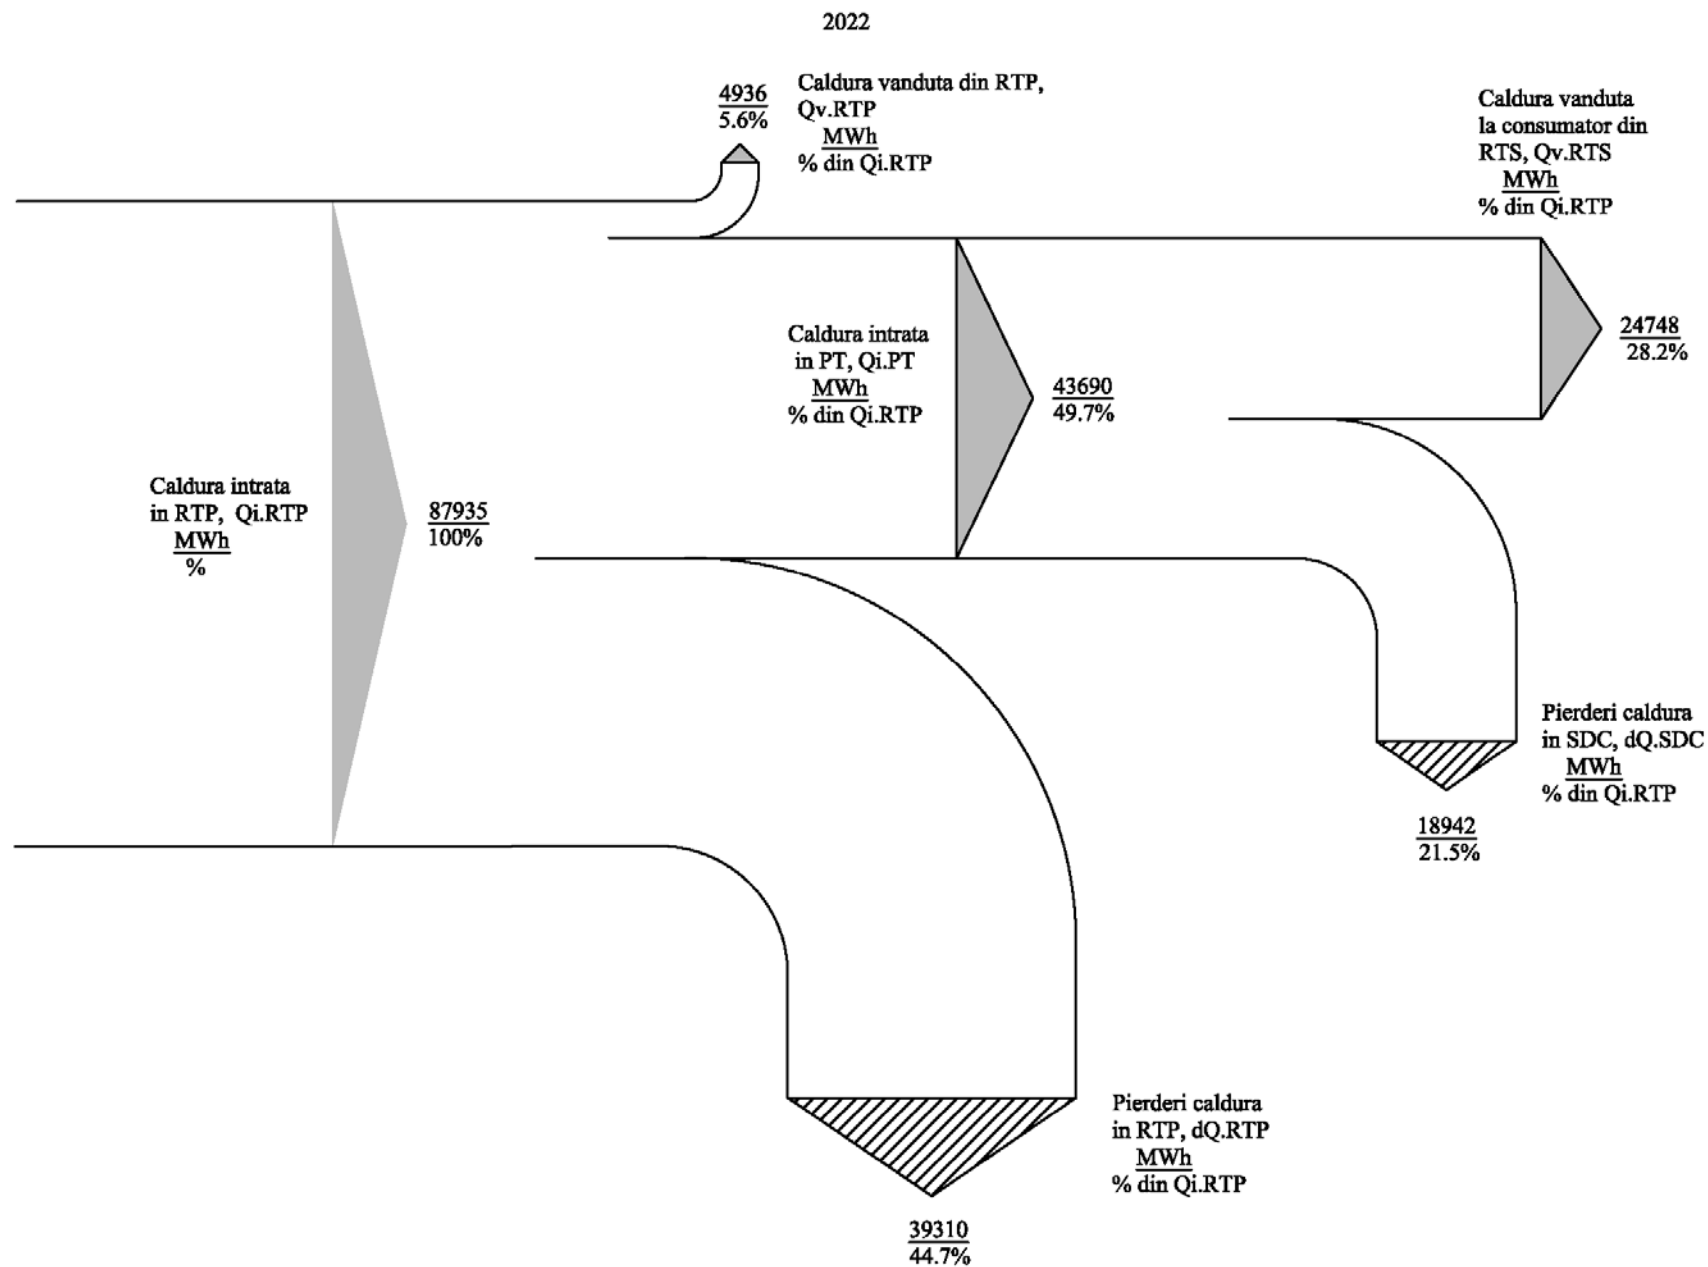 2022
4936
5.6%
Caldura vanduta din RTP,
Qv.RTP
MWh
% din Qi.RTP
Caldura vanduta
la consumator din
RTS, Qv.RTS
MWh
% din Qi.RTP
24748
28.2%
Caldura intrata
in PT, Qi.PT
MWh
% din Qi.RTP
43690
49.7%
Caldura intrata
in RTP, Qi.RTP
MWh
%
87935
100%
Pierderi caldura
in SDC, dQ.SDC
MWh
% din Qi.RTP
18942
21.5%
Pierderi caldura
in RTP, dQ.RTP
MWh
% din Qi.RTP
39310
44.7%